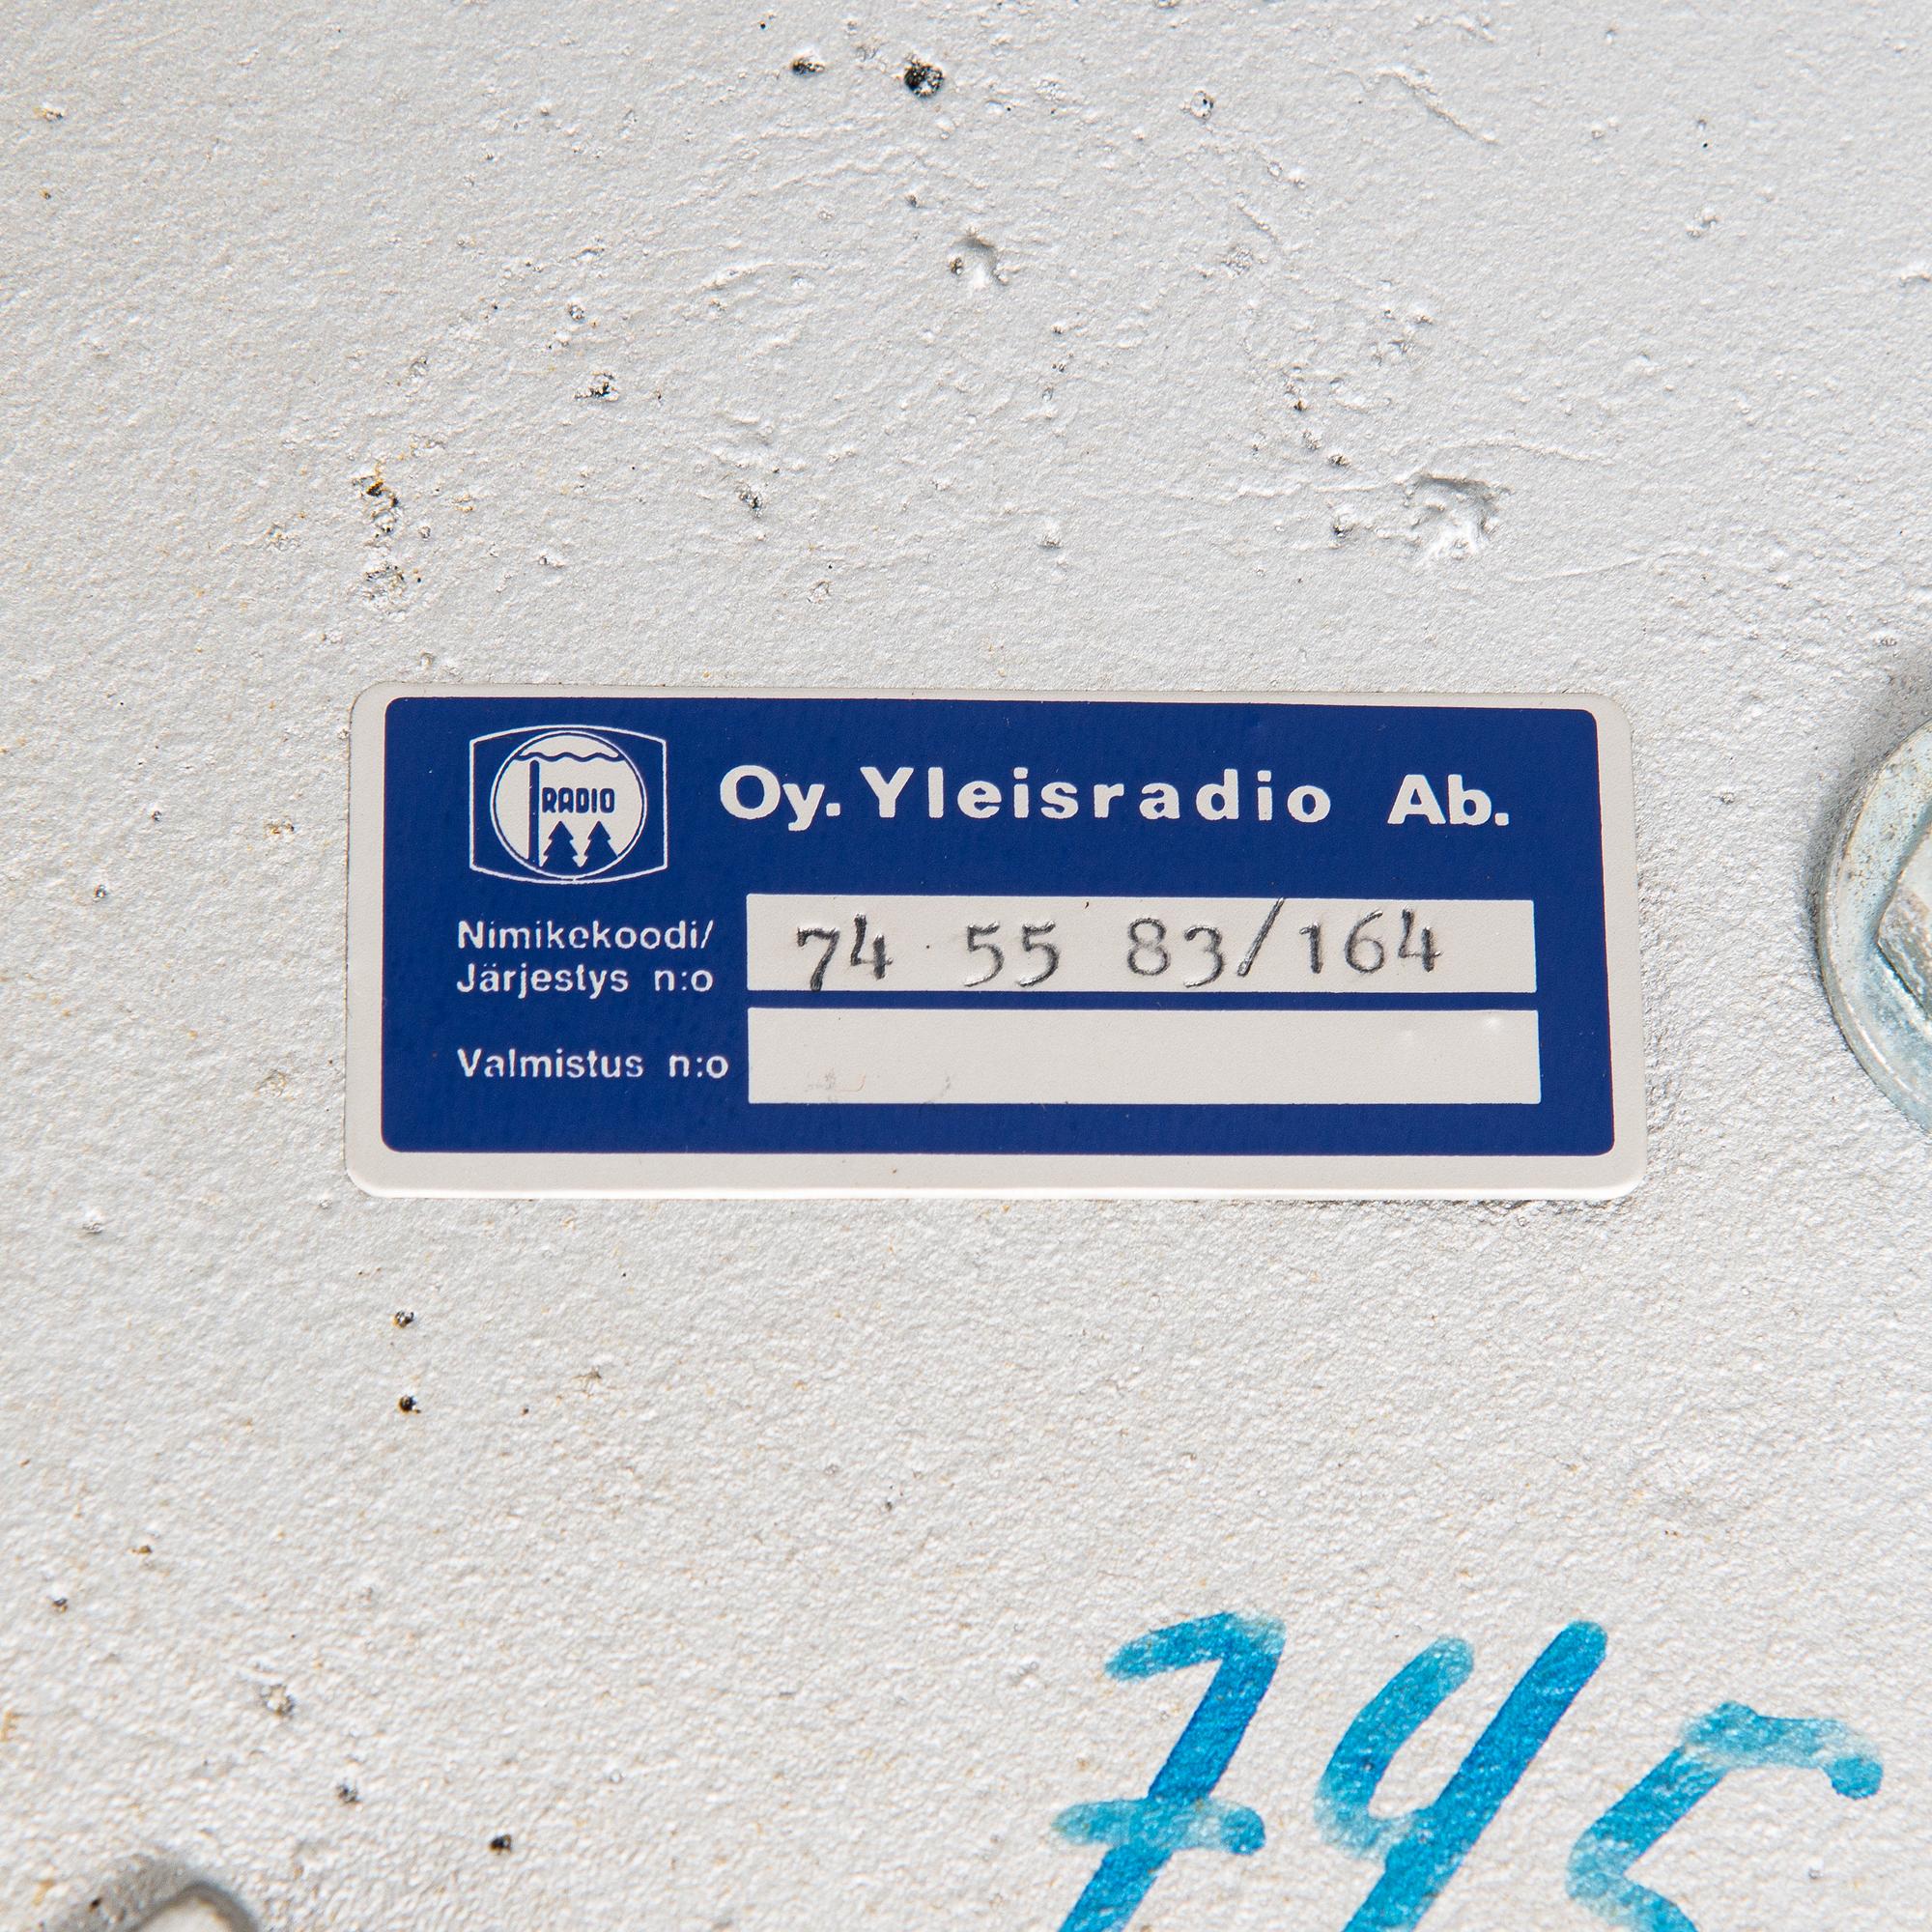 RADIO
Oy. Yleisradio Ab.
Nimikekoodi/
Järjestys n:o
74 55 83/164
Valmistus n:o
745